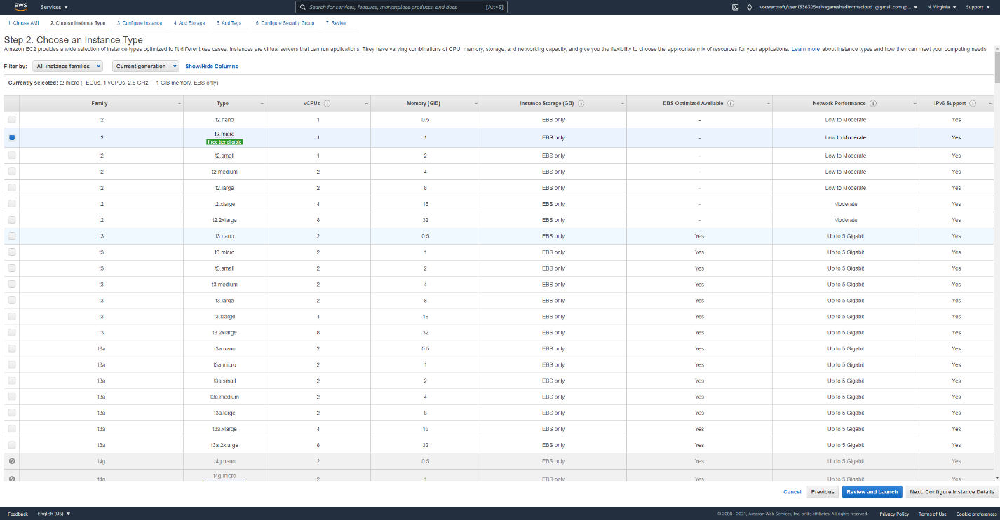 aws Services Search for services, features, marketplace products, and docs [Alt+S] vocstartsoft/user1336305=sivaganeshadhvithacloud1@gmail.com @... N. Virginia Support
1. Choose AMI 2. Choose Instance Type 3. Configure Instance 4. Add Storage 5. Add Tags 6. Configure Security Group 7. Review
Step 2: Choose an Instance Type
Amazon EC2 provides a wide selection of instance types optimized to fit different use cases. Instances are virtual servers that can run applications. They have varying combinations of CPU, memory, storage, and networking capacity, and give you the flexibility to choose the appropriate mix of resources for your applications. Learn more about instance types and how they can meet your computing needs.
Filter by: All instance families Current generation Show/Hide Columns
Currently selected: t2.micro (- ECUs, 1 vCPUs, 2.5 GHz, -, 1 GiB memory, EBS only)
Family Type vCPUs Memory (GiB) Instance Storage (GB) EBS-Optimized Available Network Performance IPv6 Support
t2 t2.nano 1 0.5 EBS only - Low to Moderate Yes
t2 t2.micro 1 1 EBS only - Low to Moderate Yes
Free tier eligible
t2 t2.small 1 2 EBS only - Low to Moderate Yes
t2 t2.medium 2 4 EBS only - Low to Moderate Yes
t2 t2.large 2 8 EBS only - Low to Moderate Yes
t2 t2.xlarge 4 16 EBS only - Moderate Yes
t2 t2.2xlarge 8 32 EBS only - Moderate Yes
t3 t3.nano 2 0.5 EBS only Yes Up to 5 Gigabit Yes
t3 t3.micro 2 1 EBS only Yes Up to 5 Gigabit Yes
t3 t3.small 2 2 EBS only Yes Up to 5 Gigabit Yes
t3 t3.medium 2 4 EBS only Yes Up to 5 Gigabit Yes
t3 t3.large 2 8 EBS only Yes Up to 5 Gigabit Yes
t3 t3.xlarge 4 16 EBS only Yes Up to 5 Gigabit Yes
t3 t3.2xlarge 8 32 EBS only Yes Up to 5 Gigabit Yes
t3a t3a.nano 2 0.5 EBS only Yes Up to 5 Gigabit Yes
t3a t3a.micro 2 1 EBS only Yes Up to 5 Gigabit Yes
t3a t3a.small 2 2 EBS only Yes Up to 5 Gigabit Yes
t3a t3a.medium 2 4 EBS only Yes Up to 5 Gigabit Yes
t3a t3a.large 2 8 EBS only Yes Up to 5 Gigabit Yes
t3a t3a.xlarge 4 16 EBS only Yes Up to 5 Gigabit Yes
t3a t3a.2xlarge 8 32 EBS only Yes Up to 5 Gigabit Yes
t4g t4g.nano 2 0.5 EBS only Yes Up to 5 Gigabit Yes
t4g t4g.micro 2 1 EBS only Yes Up to 5 Gigabit Yes
Cancel Previous Review and Launch Next: Configure Instance Details
Feedback English (US) © 2008 - 2021, Amazon Web Services, Inc. or its affiliates. All rights reserved. Privacy Policy Terms of Use Cookie preferences